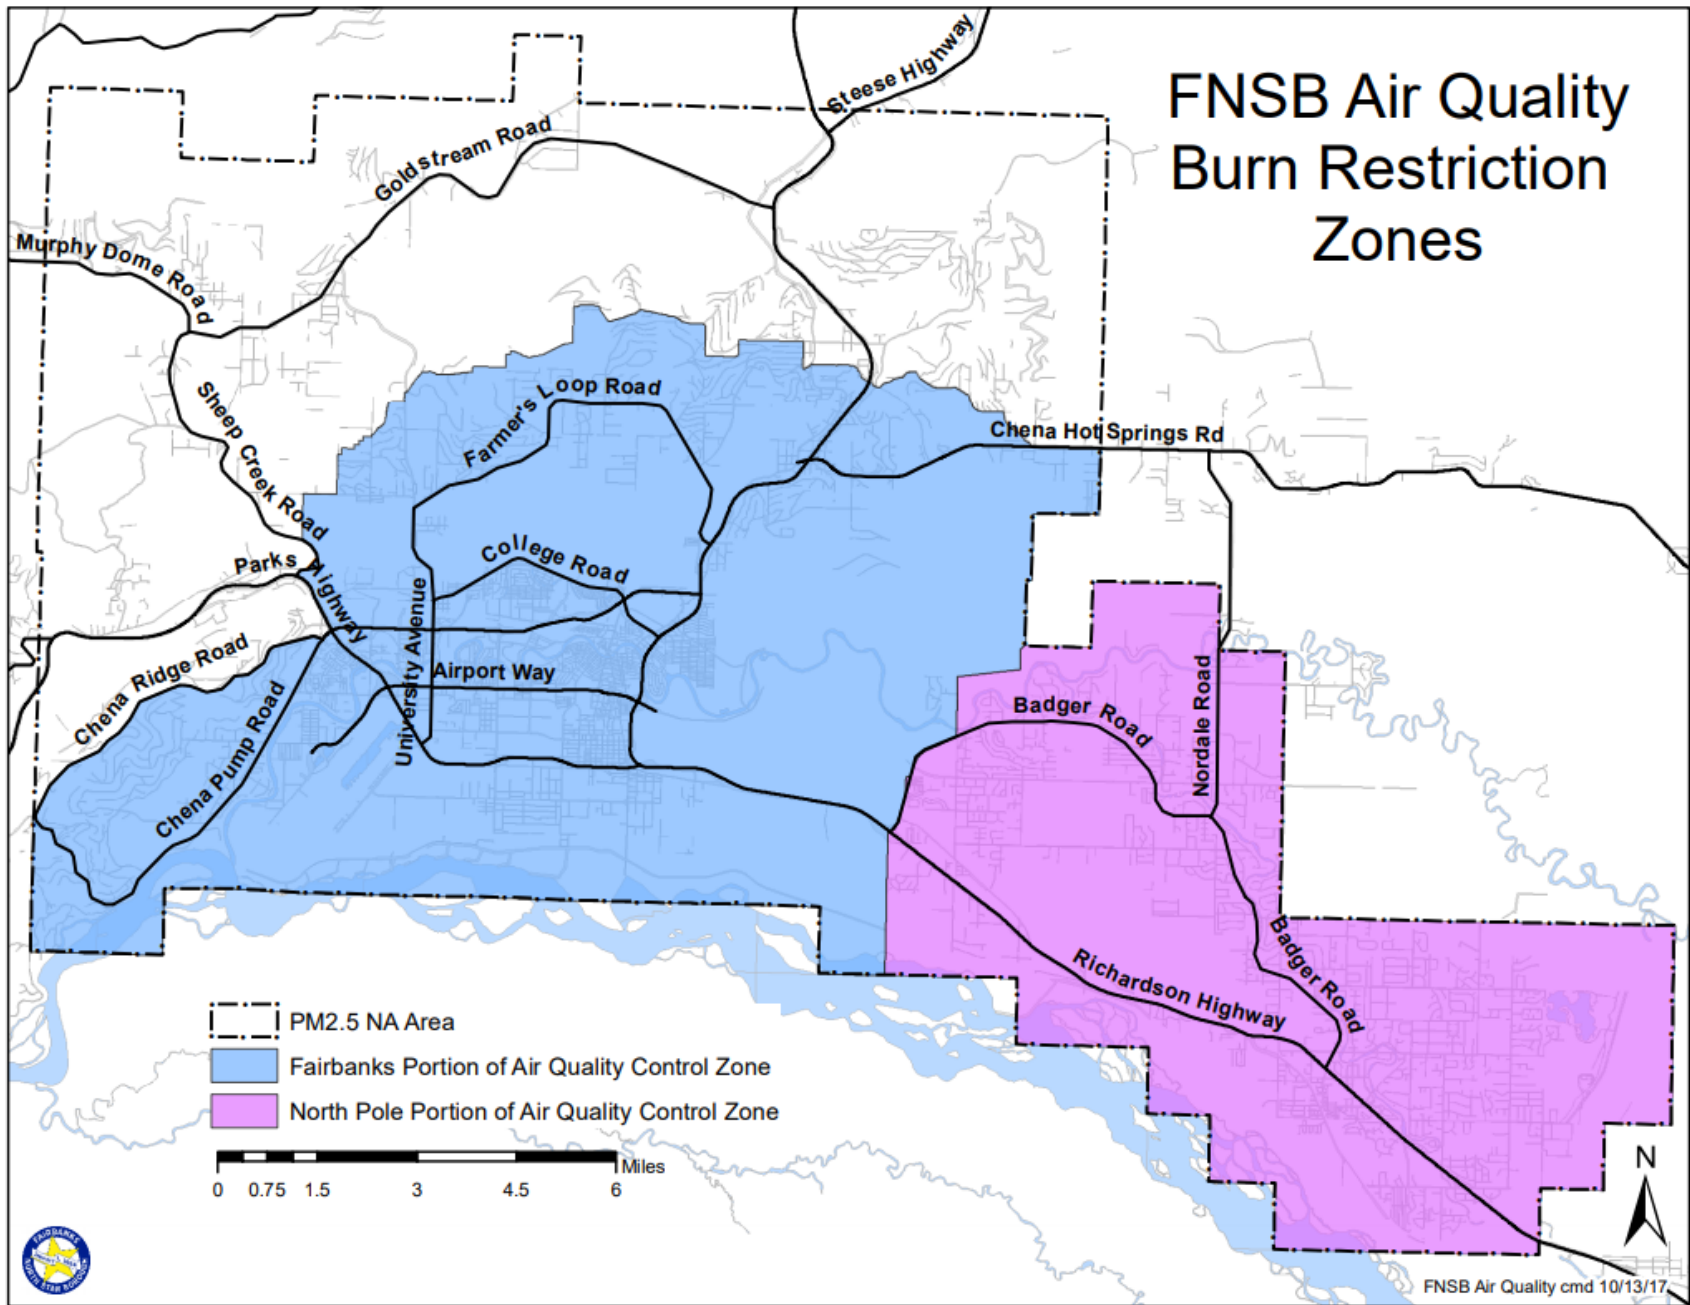 FNSB Air Quality
Burn Restriction
Zones
Steese Highway
Goldstream Road
Murphy Dome Road
Farmer's Loop Road
Chena Hot Springs Rd
Sheep Creek Road
College Road
Parks Highway
University Avenue
Chena Ridge Road
Airport Way
Chena Pump Road
Badger Road
Nordale Road
Badger Road
Richardson Highway
PM2.5 NA Area
Fairbanks Portion of Air Quality Control Zone
North Pole Portion of Air Quality Control Zone
Miles
0 0.75 1.5 3 4.5 6
N
FAIRBANKS
NORTH STAR BOROUGH
FNSB Air Quality cmd 10/13/17